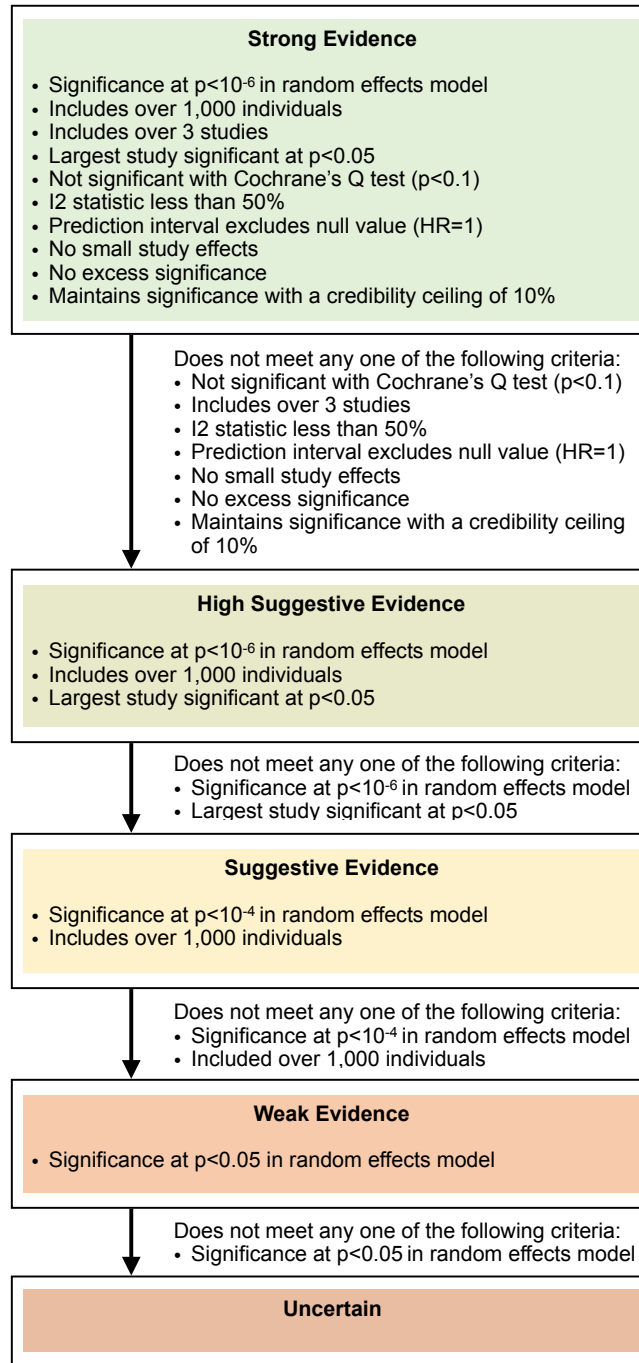 Strong Evidence
• Significance at p<10-6 in random effects model
• Includes over 1,000 individuals
• Includes over 3 studies
• Largest study significant at p<0.05
• Not significant with Cochrane’s Q test (p<0.1)
• I2 statistic less than 50%
• Prediction interval excludes null value (HR=1)
• No small study effects
• No excess significance
• Maintains significance with a credibility ceiling of 10%
Does not meet any one of the following criteria:
• Not significant with Cochrane’s Q test (p<0.1)
• Includes over 3 studies
• I2 statistic less than 50%
• Prediction interval excludes null value (HR=1)
• No small study effects
• No excess significance
• Maintains significance with a credibility ceiling
of 10%
High Suggestive Evidence
• Significance at p<10-6 in random effects model
• Includes over 1,000 individuals
• Largest study significant at p<0.05
Does not meet any one of the following criteria:
• Significance at p<10-6 in random effects model
• Largest study significant at p<0.05
Suggestive Evidence
• Significance at p<10-4 in random effects model
• Includes over 1,000 individuals
Does not meet any one of the following criteria:
• Significance at p<10-4 in random effects model
• Included over 1,000 individuals
Weak Evidence
• Significance at p<0.05 in random effects model
Does not meet any one of the following criteria:
• Significance at p<0.05 in random effects model
Uncertain